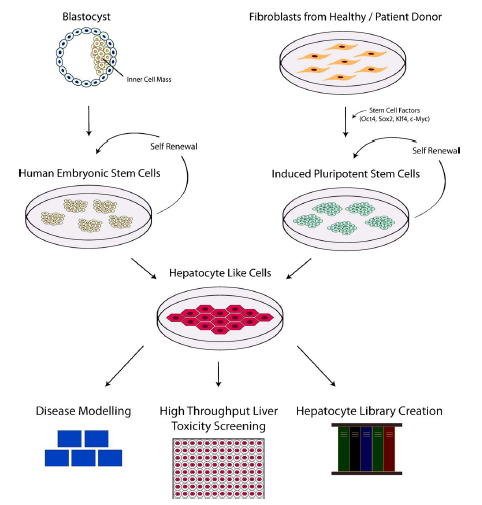 Blastocyst
Fibroblasts from Healthy / Patient Donor
Inner Cell Mass
Stem Cell Factors
(Oct4, Sox2, Klf4, c-Myc)
Self Renewal
Self Renewal
Human Embryonic Stem Cells
Induced Pluripotent Stem Cells
Hepatocyte Like Cells
Disease Modelling
High Throughput Liver
Toxicity Screening
Hepatocyte Library Creation